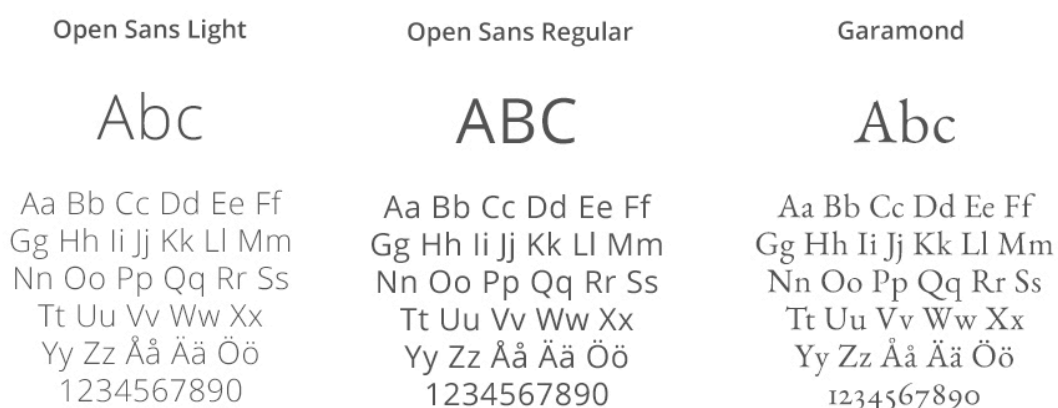 Open Sans Light
Abc
Aa Bb Cc Dd Ee Ff
Gg Hh Ii Jj Kk Ll Mm
Nn Oo Pp Qq Rr Ss
Tt Uu Vv Ww Xx
Yy Zz Åå Ää Öö
1234567890
Open Sans Regular
ABC
Aa Bb Cc Dd Ee Ff
Gg Hh Ii Jj Kk Ll Mm
Nn Oo Pp Qq Rr Ss
Tt Uu Vv Ww Xx
Yy Zz Åå Ää Öö
1234567890
Garamond
Abc
Aa Bb Cc Dd Ee Ff
Gg Hh Ii Jj Kk Ll Mm
Nn Oo Pp Qq Rr Ss
Tt Uu Vv Ww Xx
Yy Zz Åå Ää Öö
1234567890